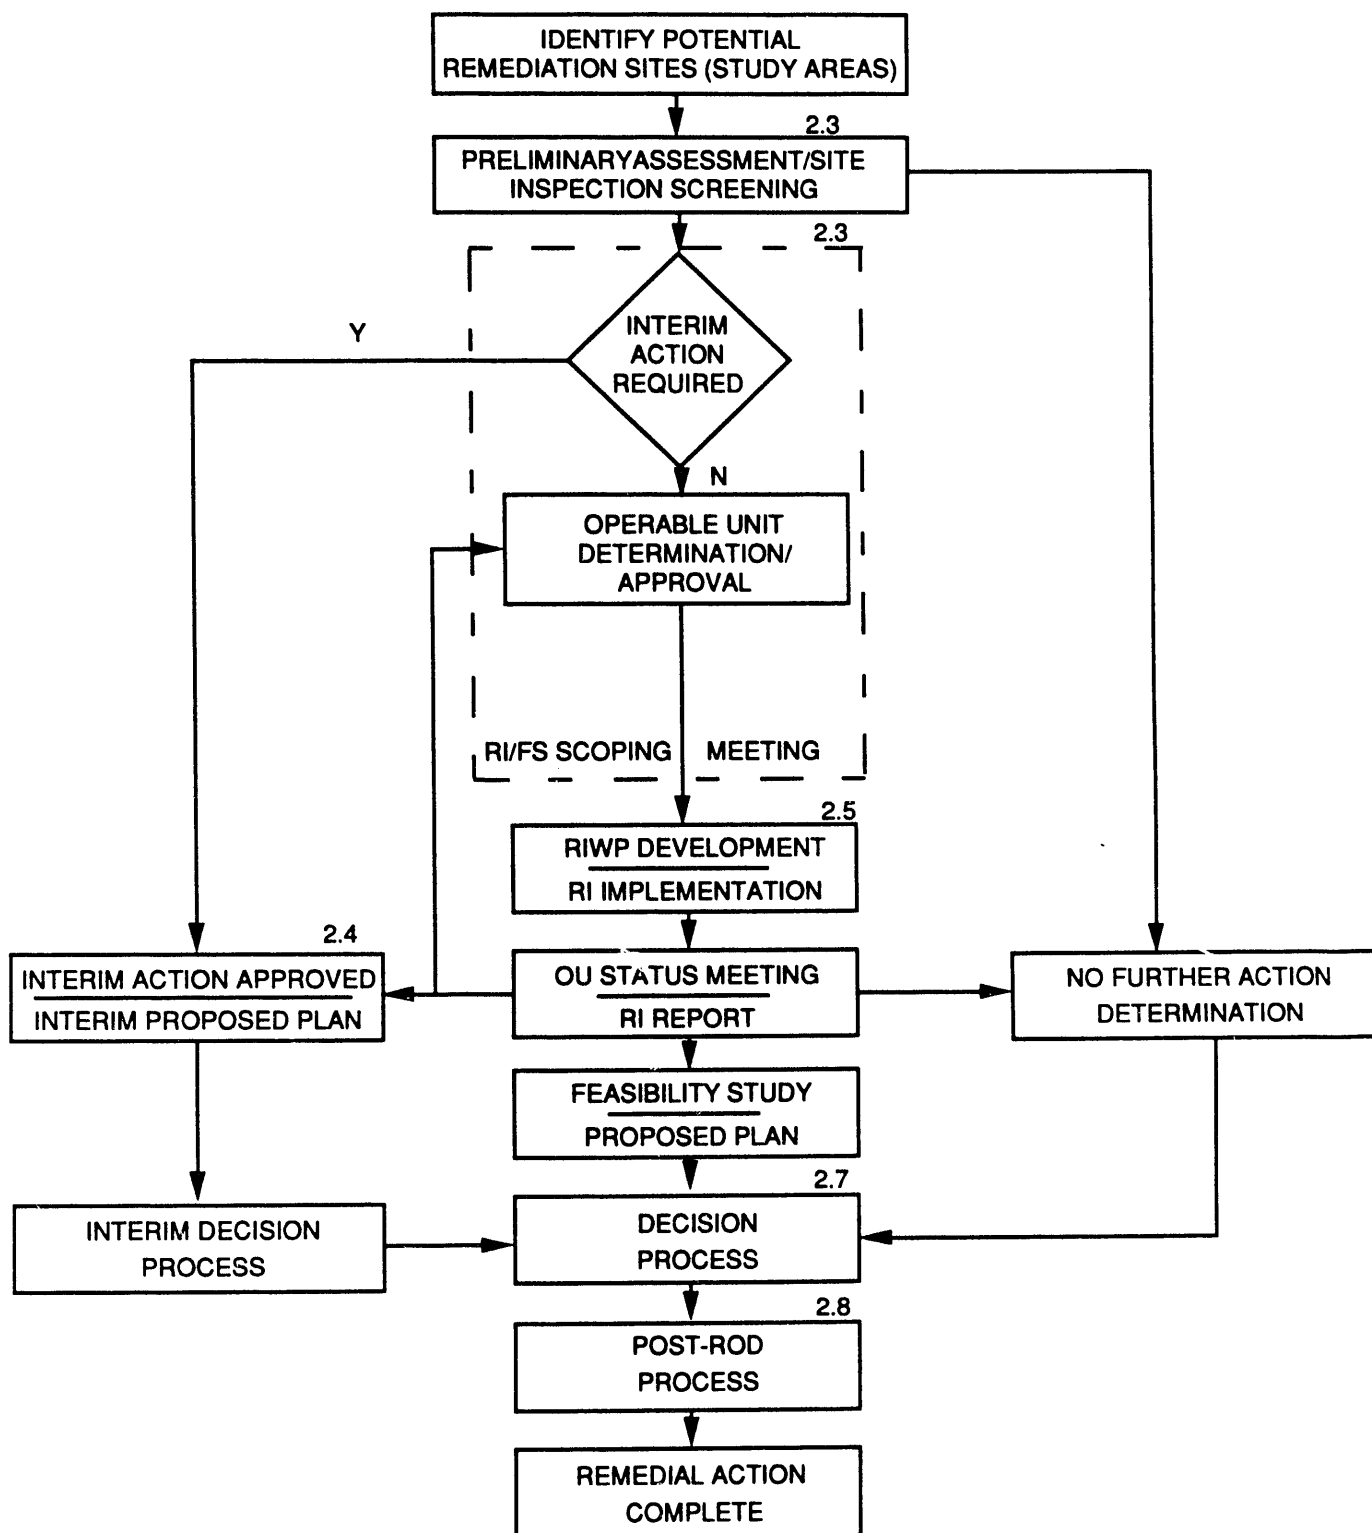 IDENTIFY POTENTIAL
REMEDIATION SITES (STUDY AREAS)
2.3
PRELIMINARYASSESSMENT/SITE
INSPECTION SCREENING
2.3
INTERIM
ACTION
REQUIRED
Y
N
OPERABLE UNIT
DETERMINATION/
APPROVAL
RI/FS SCOPING MEETING
2.5
RIWP DEVELOPMENT
RI IMPLEMENTATION
2.4
INTERIM ACTION APPROVED
INTERIM PROPOSED PLAN
OU STATUS MEETING
RI REPORT
NO FURTHER ACTION
DETERMINATION
FEASIBILITY STUDY
PROPOSED PLAN
2.7
INTERIM DECISION
PROCESS
DECISION
PROCESS
2.8
POST-ROD
PROCESS
REMEDIAL ACTION
COMPLETE